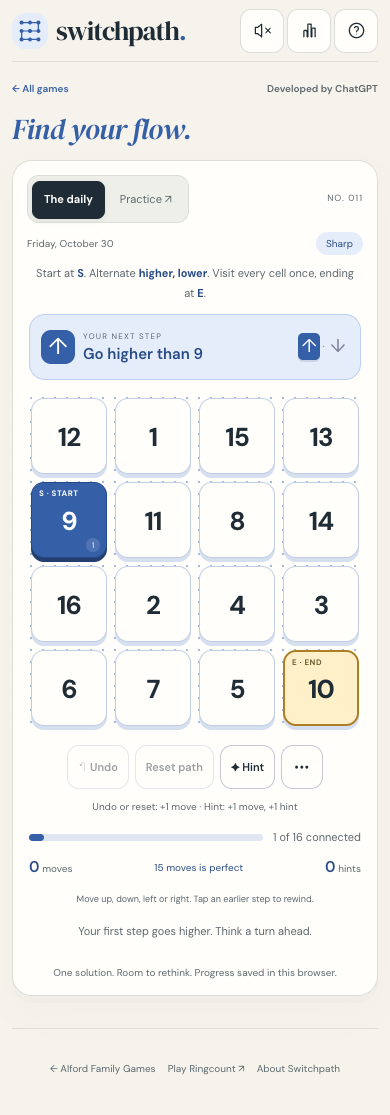 switchpath.
← All games
Developed by ChatGPT
Find your flow.
The daily
Practice ↗
NO. 011
Friday, October 30
Sharp
Start at S. Alternate higher, lower. Visit every cell once, ending
at E.
YOUR NEXT STEP
Go higher than 9
12 1 15 13
S · START
9 11 8 14
1
16 2 4 3
E · END
6 7 5 10
Undo
Reset path
✦ Hint
•••
Undo or reset: +1 move · Hint: +1 move, +1 hint
1 of 16 connected
0 moves
15 moves is perfect
0 hints
Move up, down, left or right. Tap an earlier step to rewind.
Your first step goes higher. Think a turn ahead.
One solution. Room to rethink. Progress saved in this browser.
← Alford Family Games
Play Ringcount ↗
About Switchpath